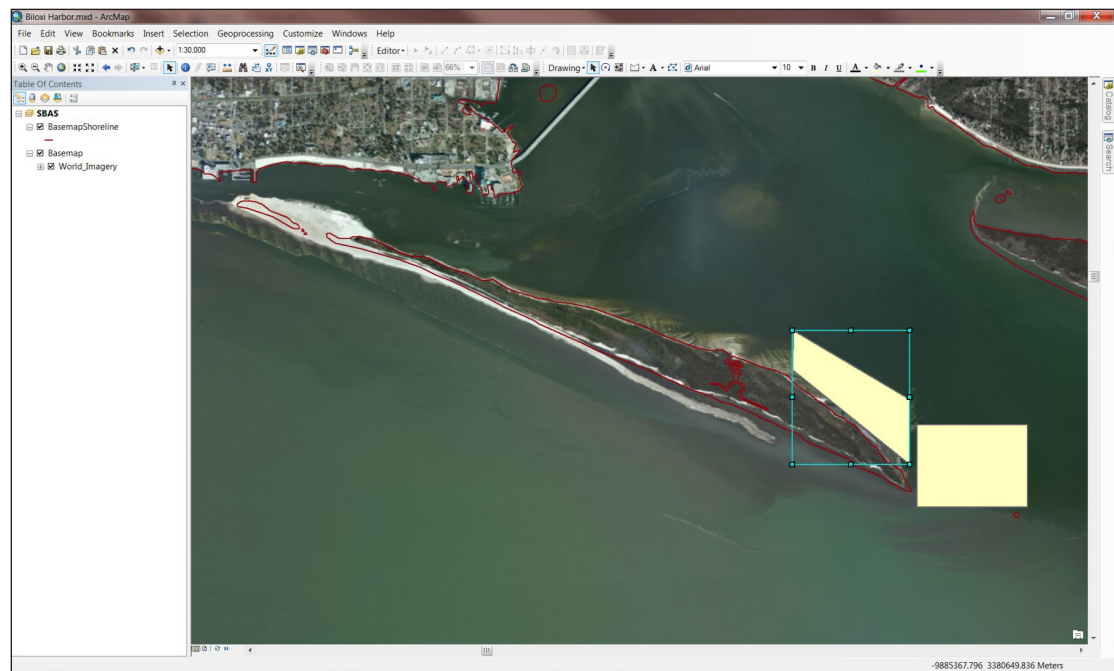 Biloxi Harbor.mxd - ArcMap
File Edit View Bookmarks Insert Selection Geoprocessing Customize Windows Help
1:30,000 Editor
66% Drawing A Arial 10 B I U A
Table Of Contents
SBAS
BasemapShoreline
Basemap
World_Imagery
Catalog
Search
-9885367.796 3380649.836 Meters